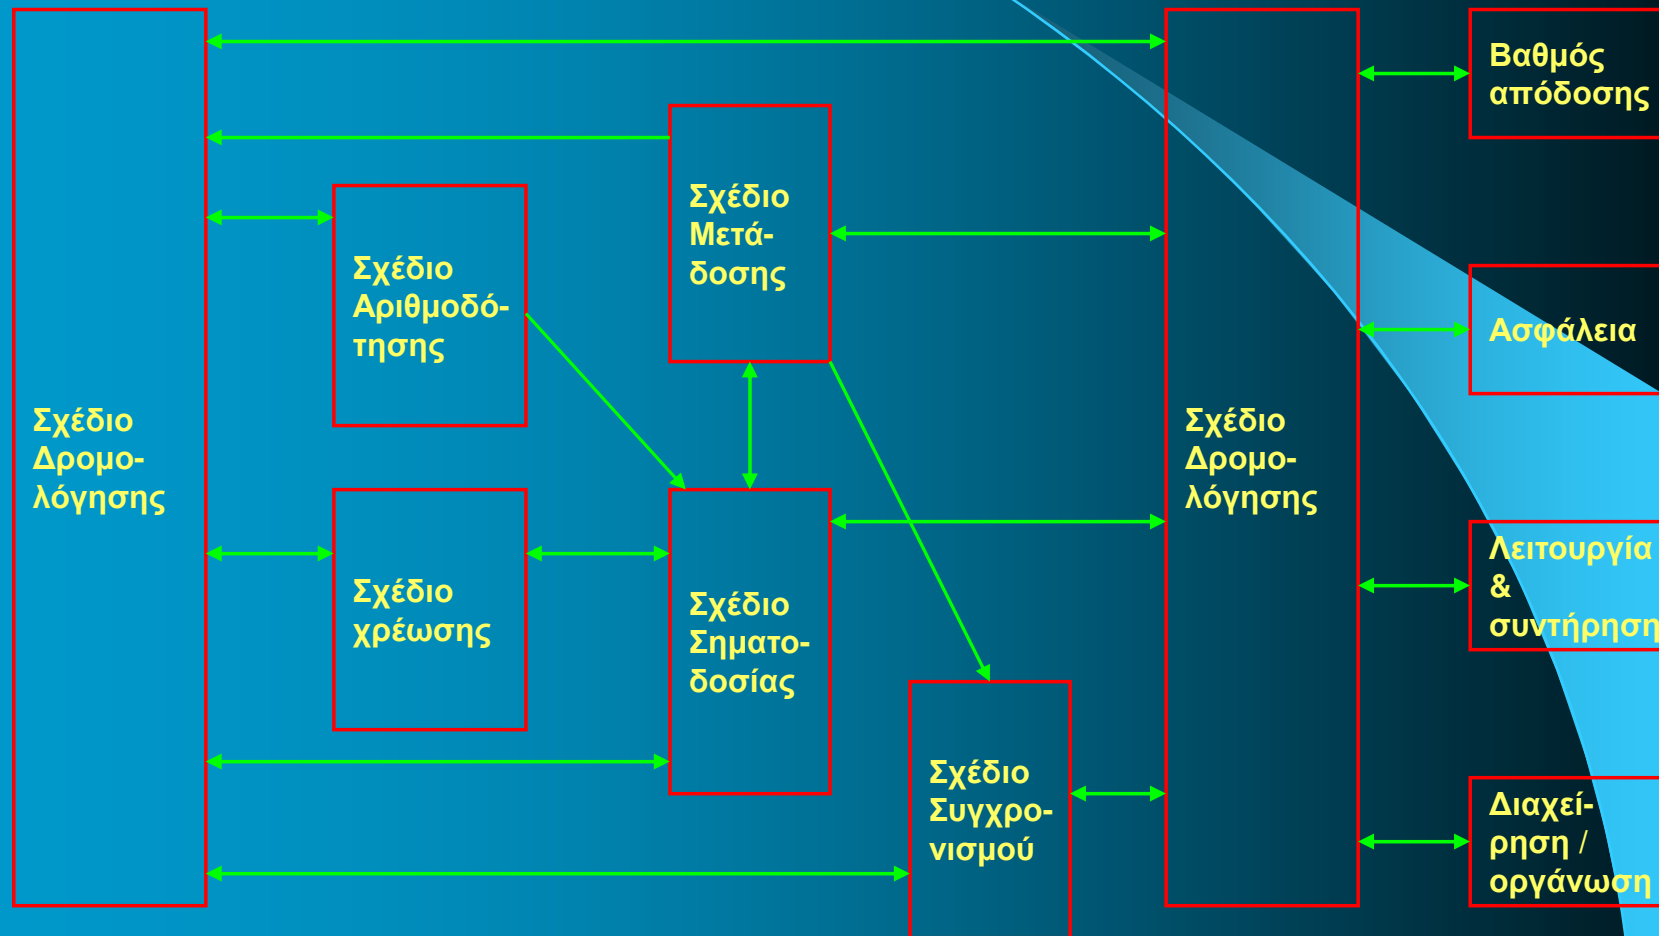 Σχέδιο
Δρομο-
λόγησης
Σχέδιο
Αριθμοδό-
τησης
Σχέδιο
χρέωσης
Σχέδιο
Μετά-
δοσης
Σχέδιο
Σηματο-
δοσίας
Σχέδιο
Συγχρο-
νισμού
Σχέδιο
Δρομο-
λόγησης
Βαθμός
απόδοσης
Ασφάλεια
Λειτουργία
&
συντήρηση
Διαχεί-
ρηση /
οργάνωση